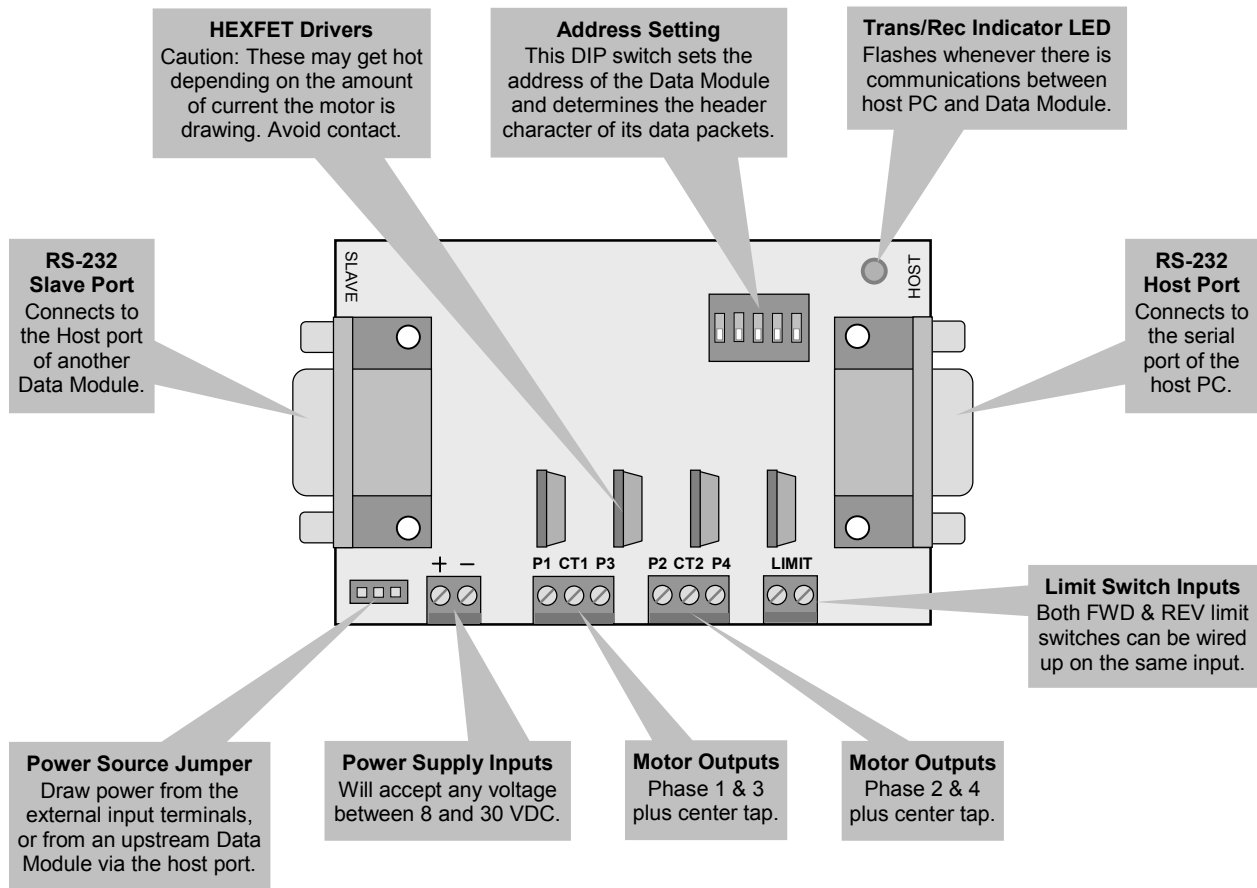 HEXFET Drivers
Caution: These may get hot
depending on the amount
of current the motor is
drawing. Avoid contact.
Address Setting
This DIP switch sets the
address of the Data Module
and determines the header
character of its data packets.
Trans/Rec Indicator LED
Flashes whenever there is
communications between
host PC and Data Module.
RS-232
Slave Port
Connects to
the Host port
of another
Data Module.
SLAVE
HOST
RS-232
Host Port
Connects to
the serial
port of the
host PC.
+ −
P1 CT1 P3
P2 CT2 P4
LIMIT
Limit Switch Inputs
Both FWD & REV limit
switches can be wired
up on the same input.
Power Source Jumper
Draw power from the
external input terminals,
or from an upstream Data
Module via the host port.
Power Supply Inputs
Will accept any voltage
between 8 and 30 VDC.
Motor Outputs
Phase 1 & 3
plus center tap.
Motor Outputs
Phase 2 & 4
plus center tap.